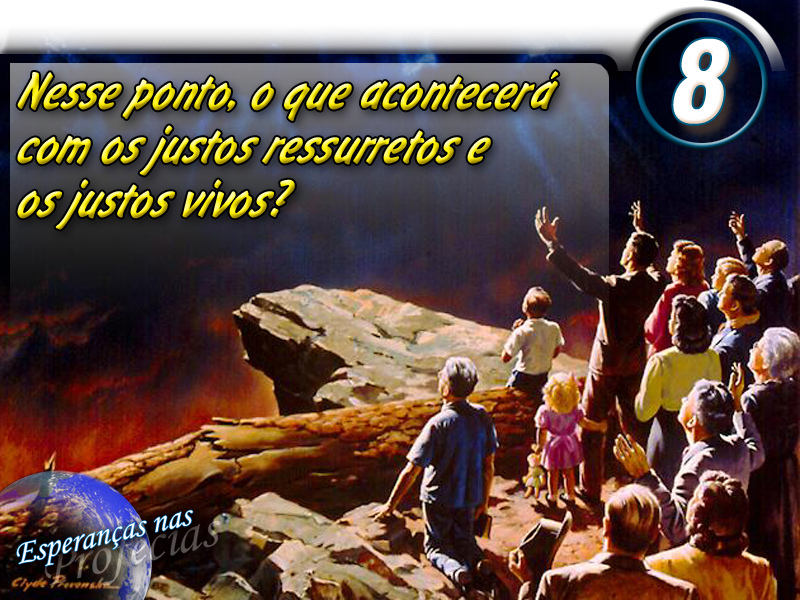 8
Nesse ponto, o que acontecerá
com os justos ressurretos e
os justos vivos?
Esperanças nas
Profecias